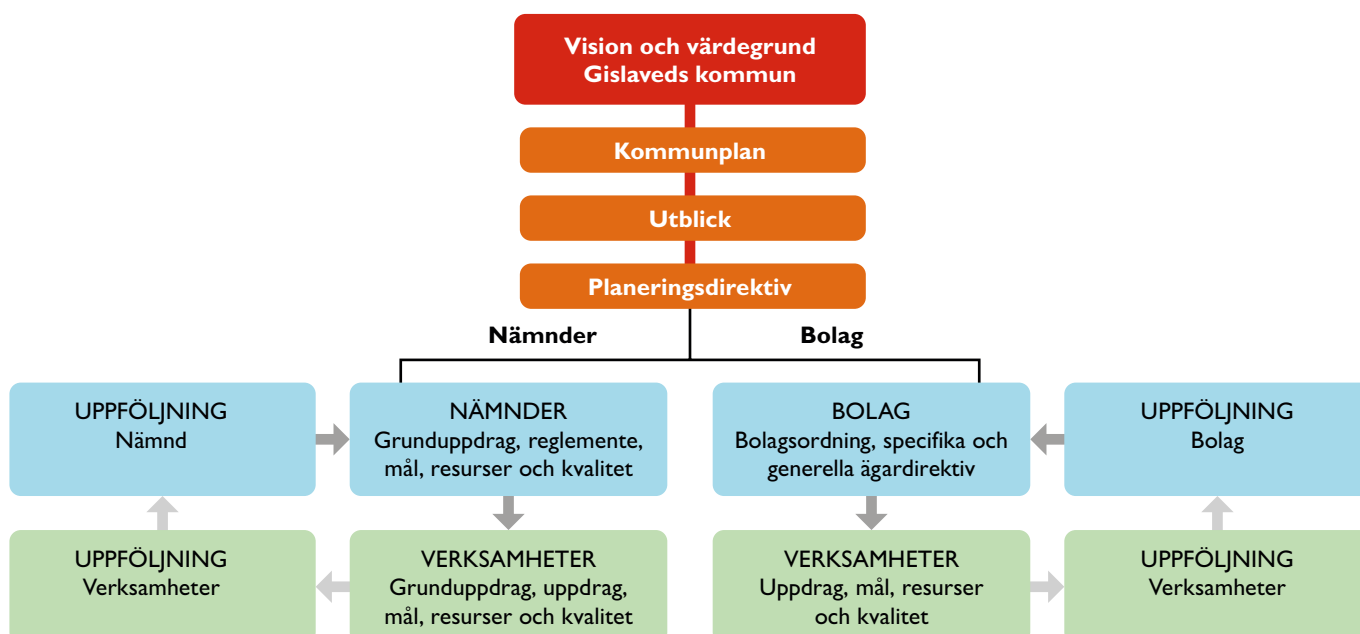 Vision och värdegrund
Gislaveds kommun
Kommunplan
Utblick
Planeringsdirektiv
Nämnder
Bolag
UPPFÖLJNING
Nämnd
NÄMNDER
Grunduppdrag, reglemente,
mål, resurser och kvalitet
BOLAG
Bolagsordning, specifika och
generella ägardirektiv
UPPFÖLJNING
Bolag
UPPFÖLJNING
Verksamheter
VERKSAMHETER
Grunduppdrag, uppdrag,
mål, resurser och kvalitet
VERKSAMHETER
Uppdrag, mål, resurser
och kvalitet
UPPFÖLJNING
Verksamheter